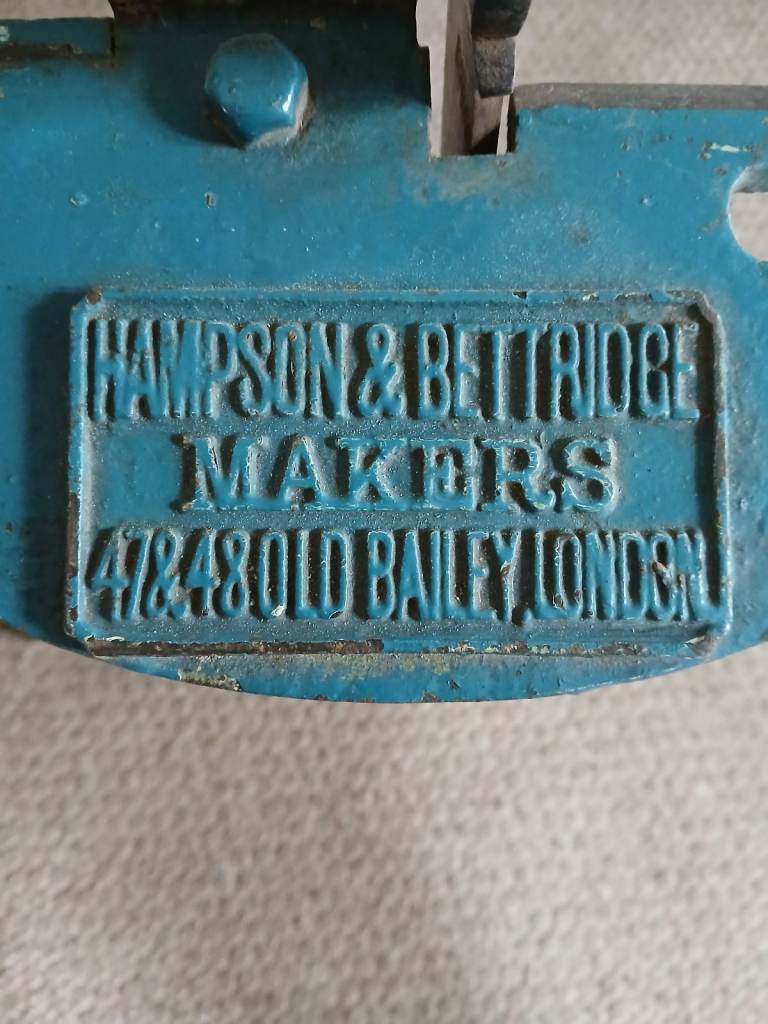 HAMPSON & BETTRIDGE
MAKERS
47 & 48 OLD BAILEY, LONDON.